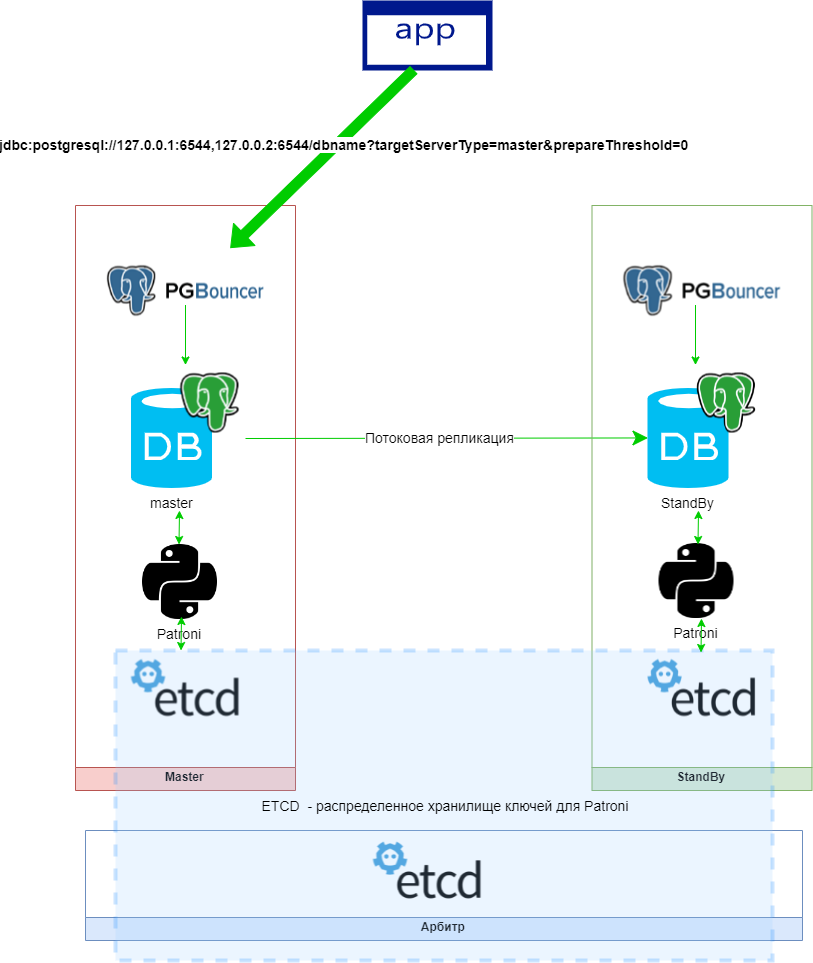 app
jdbc:postgresql://127.0.0.1:6544,127.0.0.2:6544/dbname?targetServerType=master&prepareThreshold=0
PGBouncer
PGBouncer
DB
DB
Потоковая репликация
master
StandBy
Patroni
Patroni
etcd
etcd
Master
StandBy
ETCD - распределенное хранилище ключей для Patroni
etcd
Арбитр